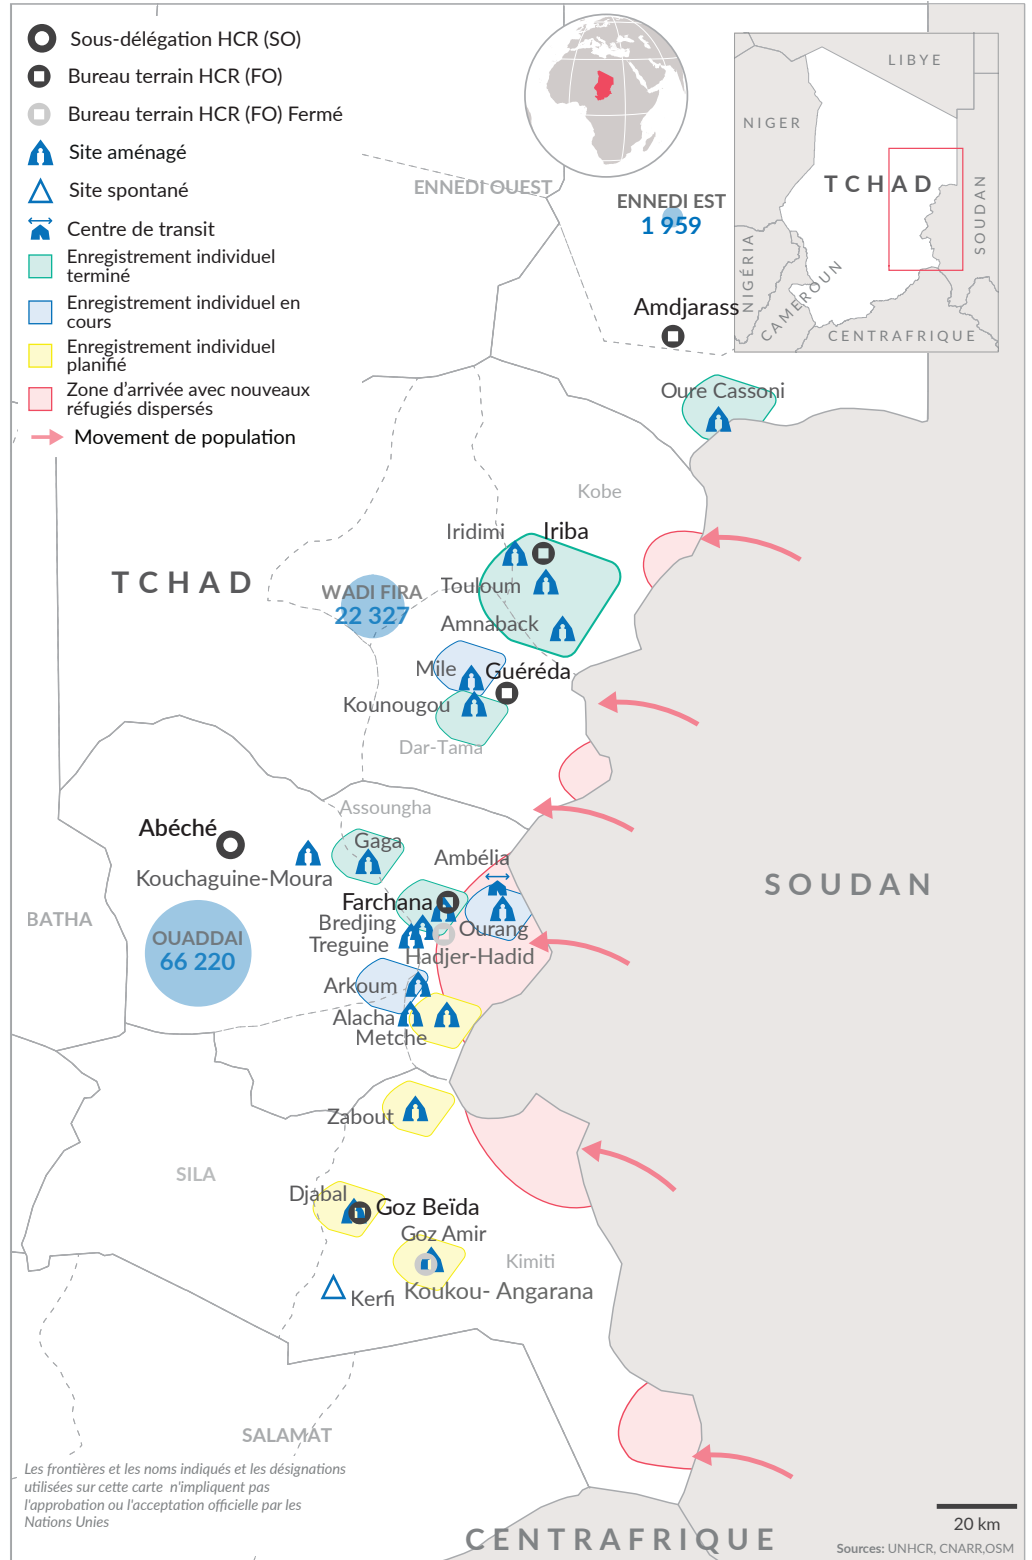 Sous-délégation HCR (SO)
Bureau terrain HCR (FO)
Bureau terrain HCR (FO) Fermé
Site aménagé
Site spontané
Centre de transit
Enregistrement individuel
terminé
Enregistrement individuel en
cours
Enregistrement individuel
planifié
Zone d'arrivée avec nouveaux
réfugiés dispersés
Movement de population
LIBYE
NIGER
TCHAD
SOUDAN
NIGÉRIA
CAMEROUN
CENTRAFRIQUE
ENNEDI OUEST
ENNEDI EST
1 959
Amdjarass
Oure Cassoni
Kobe
Iridimi
Iriba
TCHAD
WADI FIRA
22 327
Touloum
Amnaback
Mile
Guéréda
Kounougou
Dar-Tama
Assoungha
Abéché
Gaga
Kouchaguine-Moura
Ambélia
SOUDAN
Farchana
BATHA
Bredjing
Ourang
OUADDAI
66 220
Treguine
Hadjer-Hadid
Arkoum
Alacha
Metche
Zabout
SILA
Djabal
Goz Beïda
Goz Amir
Kimiti
Kerfi
Koukou- Angarana
SALAMAT
Les frontières et les noms indiqués et les désignations
utilisées sur cette carte n'impliquent pas
l'approbation ou l'acceptation officielle par les
Nations Unies
CENTRAFRIQUE
20 km
Sources: UNHCR, CNARR,OSM